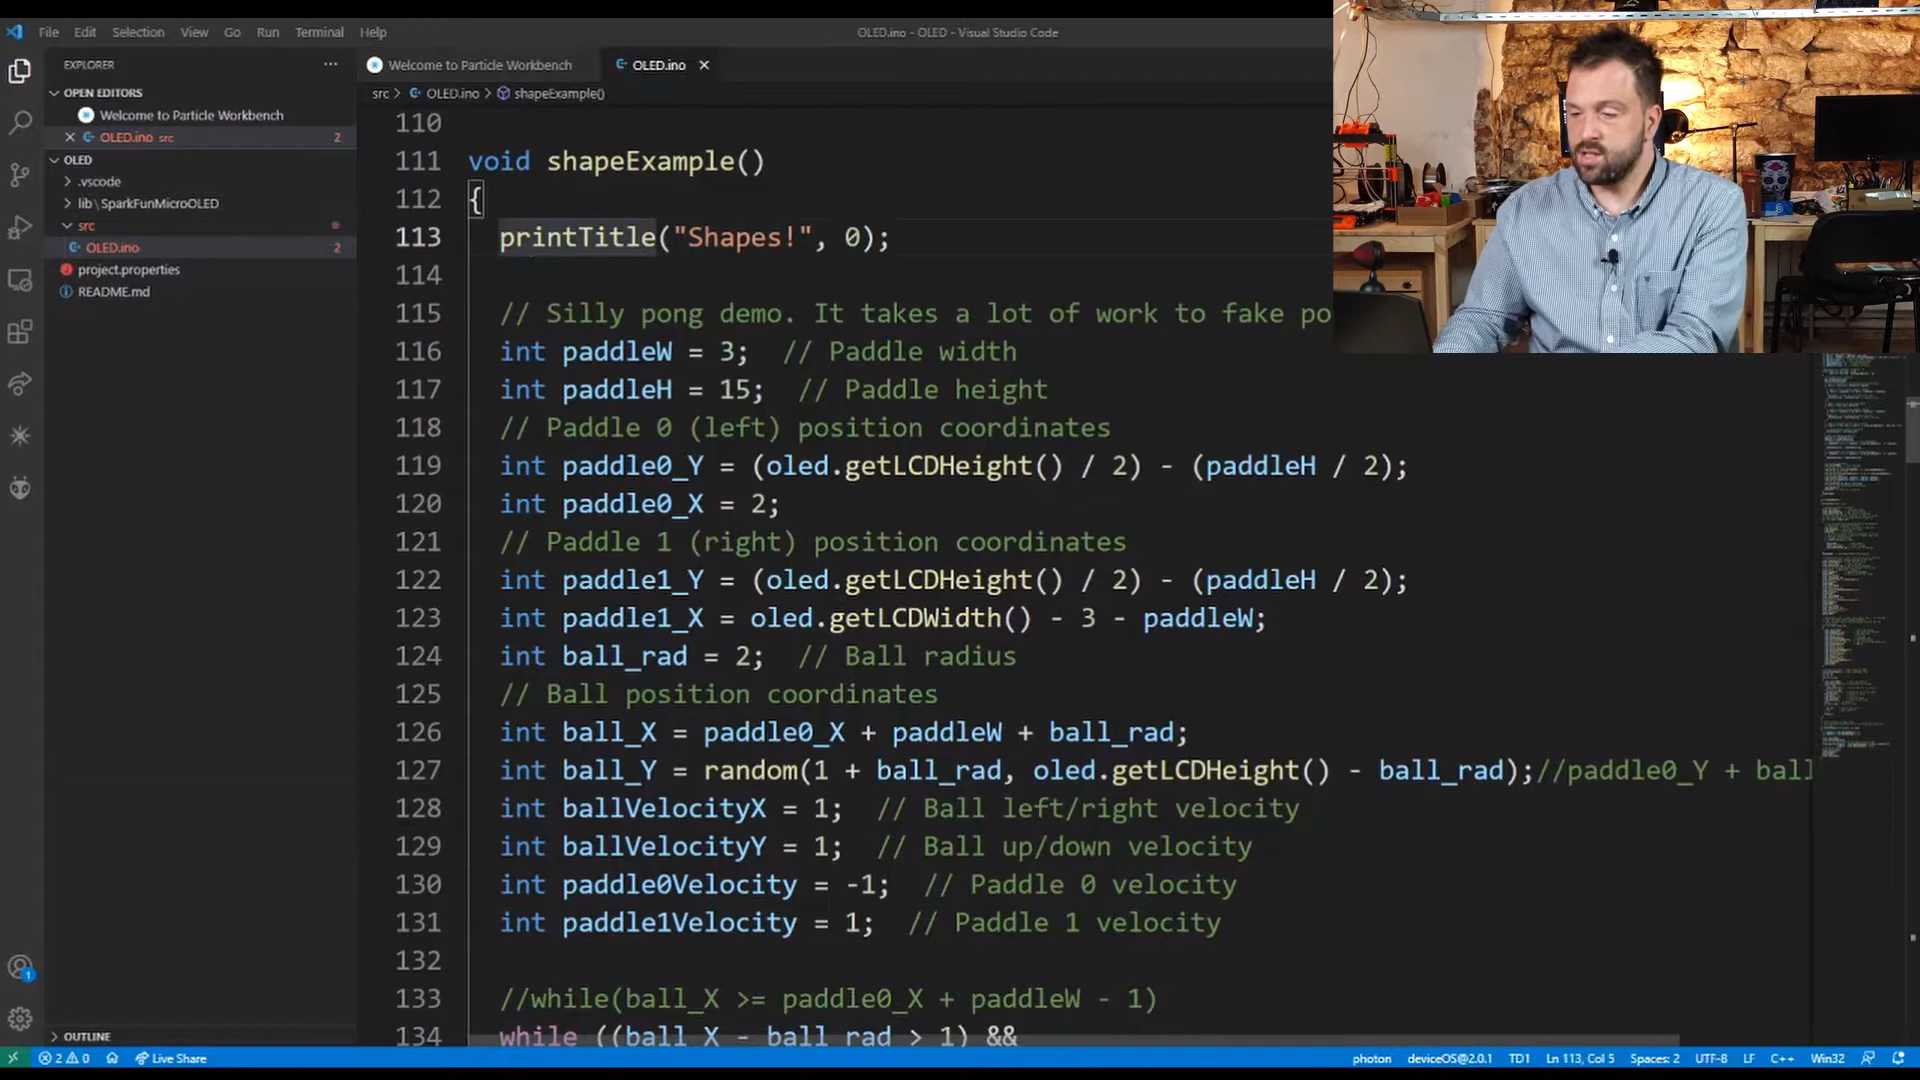 File Edit Selection View Go Run Terminal Help
OLED.ino - OLED - Visual Studio Code
EXPLORER
Welcome to Particle Workbench
OLED.ino
OPEN EDITORS
src > OLED.ino > shapeExample()
Welcome to Particle Workbench
OLED.ino src 2
OLED
.vscode
lib \ SparkFunMicroOLED
src
OLED.ino 2
project.properties
README.md
110
111 void shapeExample()
112 {
113 printTitle("Shapes!", 0);
114
115 // Silly pong demo. It takes a lot of work to fake po
116 int paddleW = 3; // Paddle width
117 int paddleH = 15; // Paddle height
118 // Paddle 0 (left) position coordinates
119 int paddle0_Y = (oled.getLCDHeight() / 2) - (paddleH / 2);
120 int paddle0_X = 2;
121 // Paddle 1 (right) position coordinates
122 int paddle1_Y = (oled.getLCDHeight() / 2) - (paddleH / 2);
123 int paddle1_X = oled.getLCDWidth() - 3 - paddleW;
124 int ball_rad = 2; // Ball radius
125 // Ball position coordinates
126 int ball_X = paddle0_X + paddleW + ball_rad;
127 int ball_Y = random(1 + ball_rad, oled.getLCDHeight() - ball_rad);//paddle0_Y + ball
128 int ballVelocityX = 1; // Ball left/right velocity
129 int ballVelocityY = 1; // Ball up/down velocity
130 int paddle0Velocity = -1; // Paddle 0 velocity
131 int paddle1Velocity = 1; // Paddle 1 velocity
132
133 //while(ball_X >= paddle0_X + paddleW - 1)
134 while ((ball_X - ball_rad > 1) &&
OUTLINE
1
2 0 Live Share
photon deviceOS@2.0.1 TD1 Ln 113, Col 5 Spaces: 2 UTF-8 LF C++ Win32